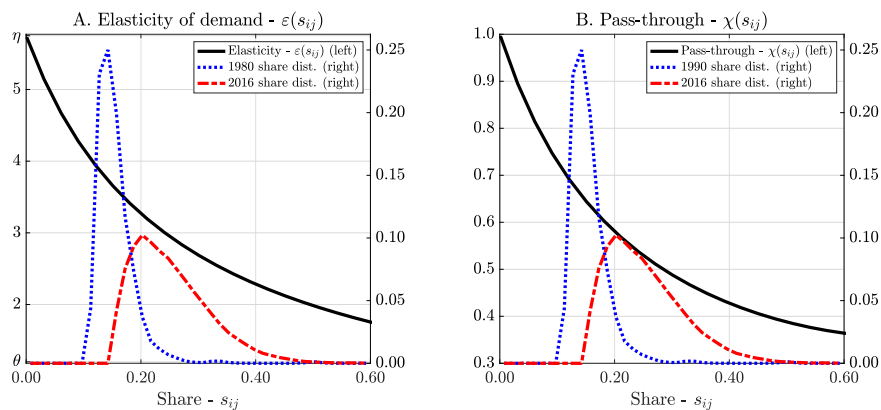 A. Elasticity of demand - ε(s_ij)
η
5
4
3
2
θ
0.25
0.20
0.15
0.10
0.05
0.00
Elasticity - ε(s_ij) (left)
1980 share dist. (right)
2016 share dist. (right)
0.00
0.20
0.40
0.60
Share - s_ij
B. Pass-through - χ(s_ij)
1.0
0.9
0.8
0.7
0.6
0.5
0.4
0.3
0.25
0.20
0.15
0.10
0.05
0.00
Pass-through - χ(s_ij) (left)
1990 share dist. (right)
2016 share dist. (right)
0.00
0.20
0.40
0.60
Share - s_ij